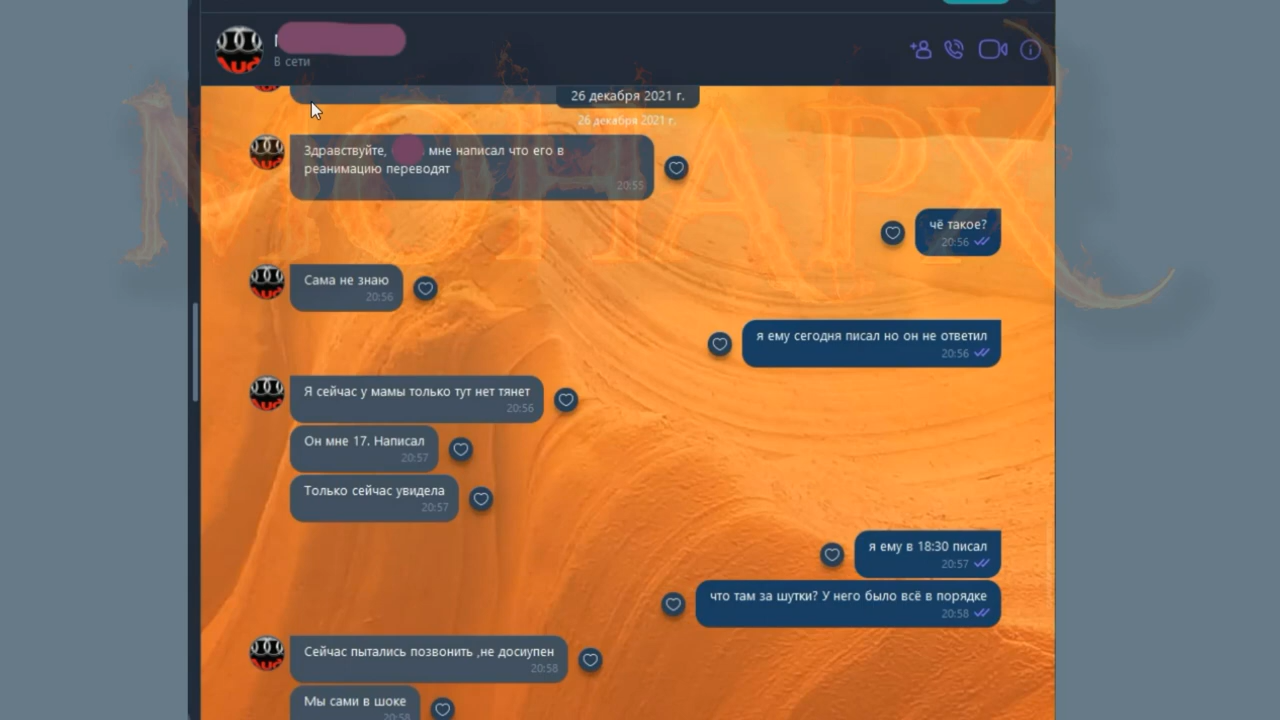 В сети
26 декабря 2021 г.
26 декабря 2021 г.
Здравствуйте, мне написал что его в
реанимацию переводят
20:55
чё такое?
20:56
Сама не знаю
20:56
я ему сегодня писал но он не ответил
20:56
Я сейчас у мамы только тут нет тянет
20:56
Он мне 17. Написал
20:57
Только сейчас увидела
20:57
я ему в 18:30 писал
20:57
что там за шутки? У него было всё в порядке
20:58
Сейчас пытались позвонить ,не досиупен
20:58
Мы сами в шоке
20:58
МОНАРХ